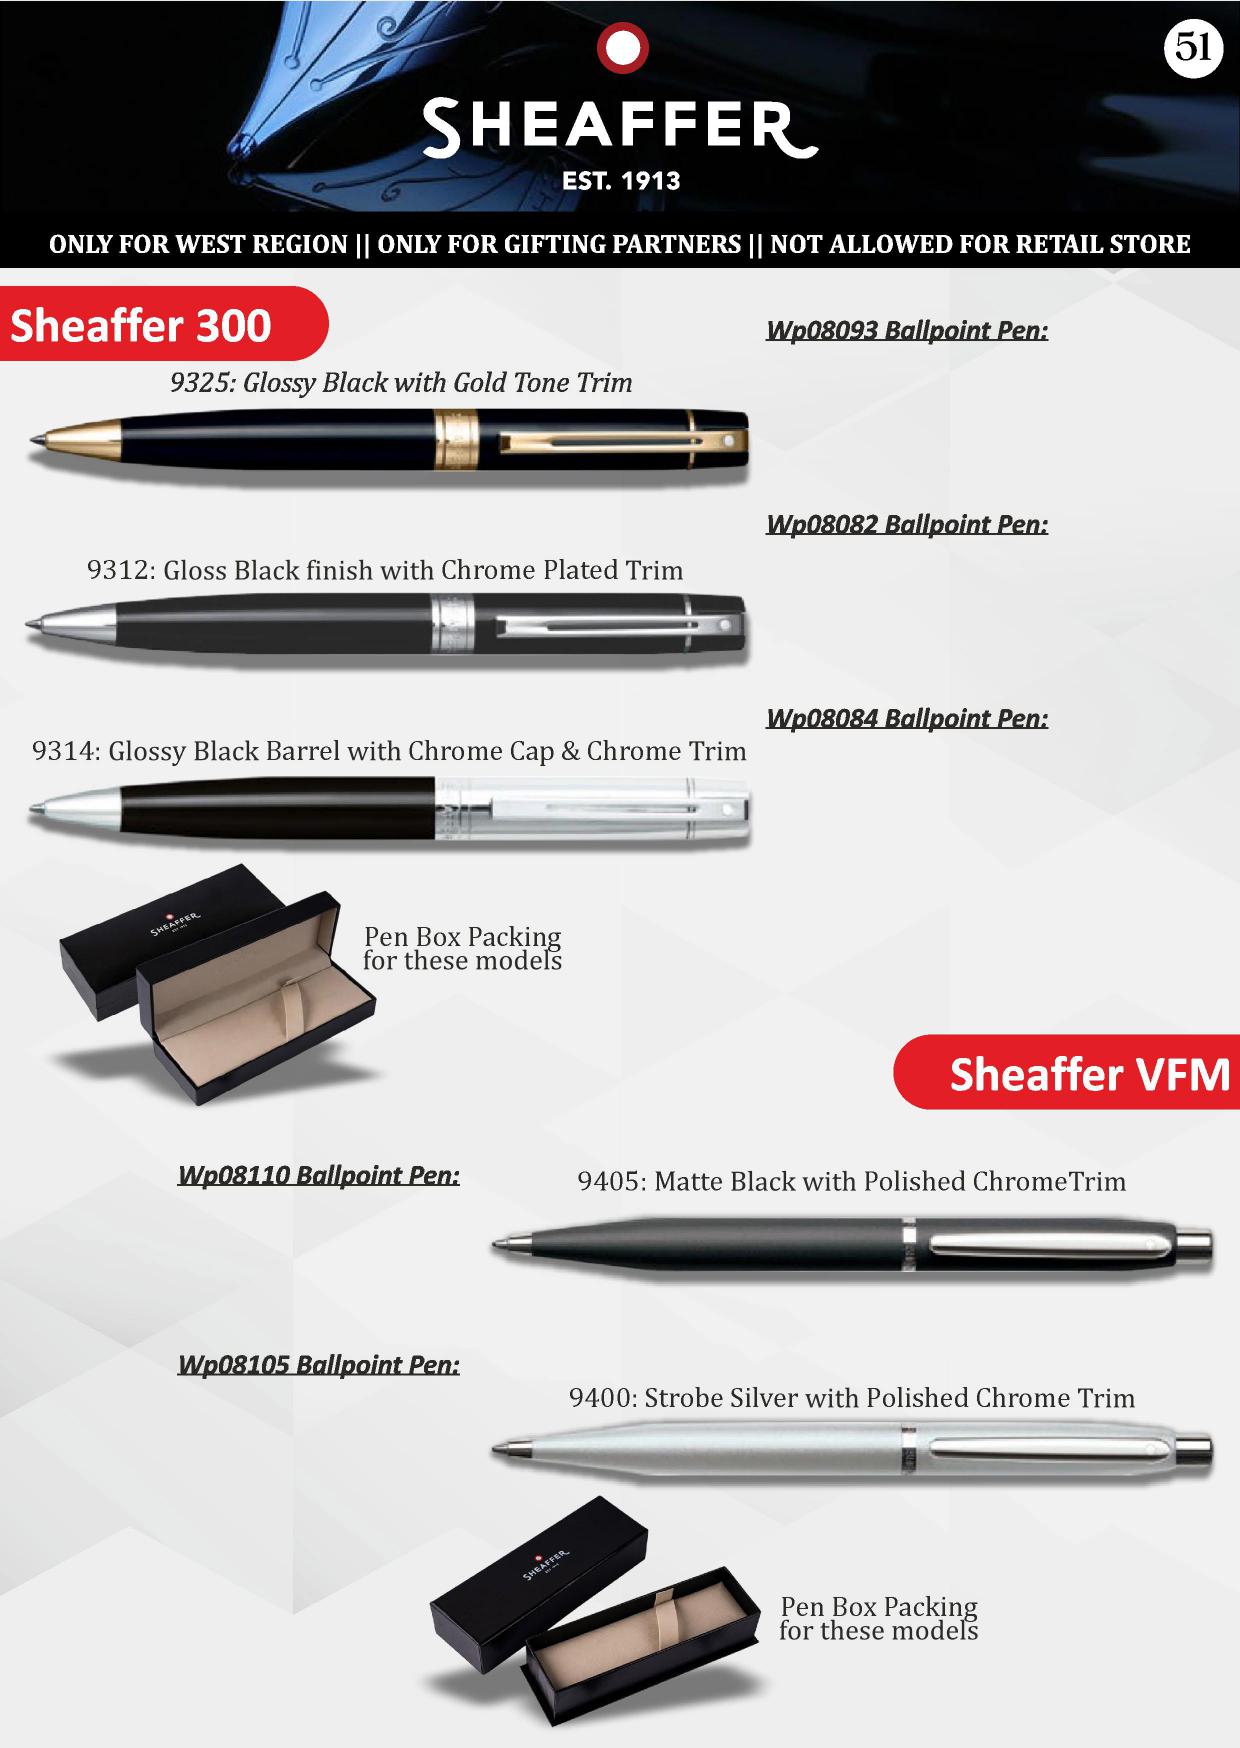 51
SHEAFFER
EST. 1913
ONLY FOR WEST REGION || ONLY FOR GIFTING PARTNERS || NOT ALLOWED FOR RETAIL STORE
Sheaffer 300
Wp08093 Ballpoint Pen:
9325: Glossy Black with Gold Tone Trim
Wp08082 Ballpoint Pen:
9312: Gloss Black finish with Chrome Plated Trim
Wp08084 Ballpoint Pen:
9314: Glossy Black Barrel with Chrome Cap & Chrome Trim
SHEAFFER
Pen Box Packing
for these models
Sheaffer VFM
Wp08110 Ballpoint Pen:
9405: Matte Black with Polished ChromeTrim
Wp08105 Ballpoint Pen:
9400: Strobe Silver with Polished Chrome Trim
SHEAFFER
Pen Box Packing
for these models